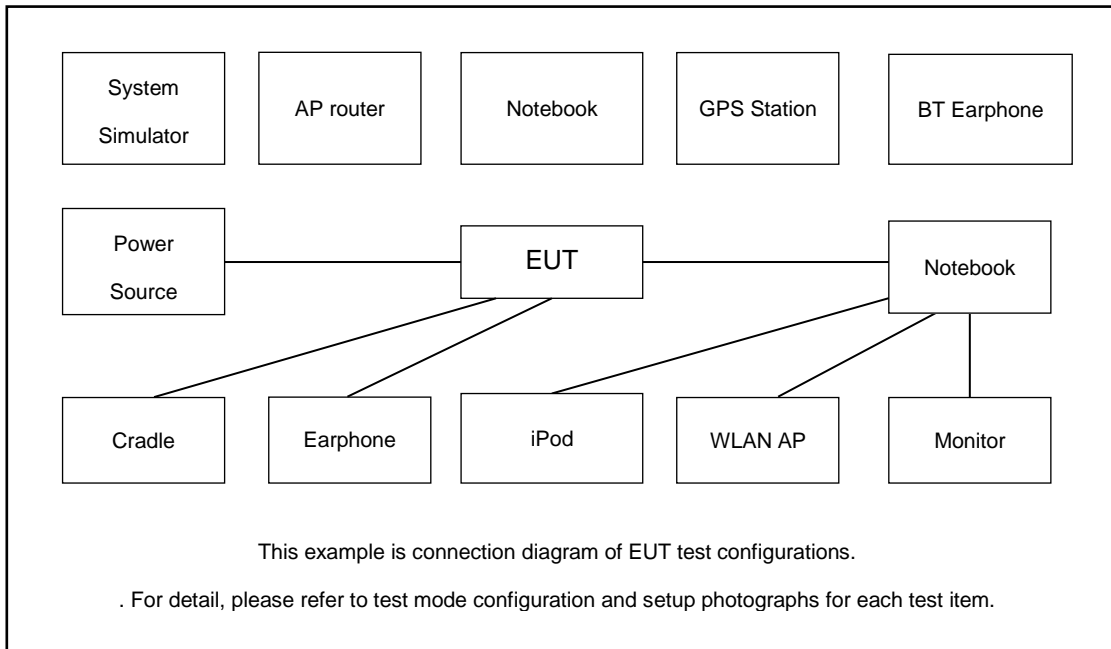 System
Simulator
AP router
Notebook
GPS Station
BT Earphone
Power
Source
EUT
Notebook
Cradle
Earphone
iPod
WLAN AP
Monitor
This example is connection diagram of EUT test configurations.
. For detail, please refer to test mode configuration and setup photographs for each test item.